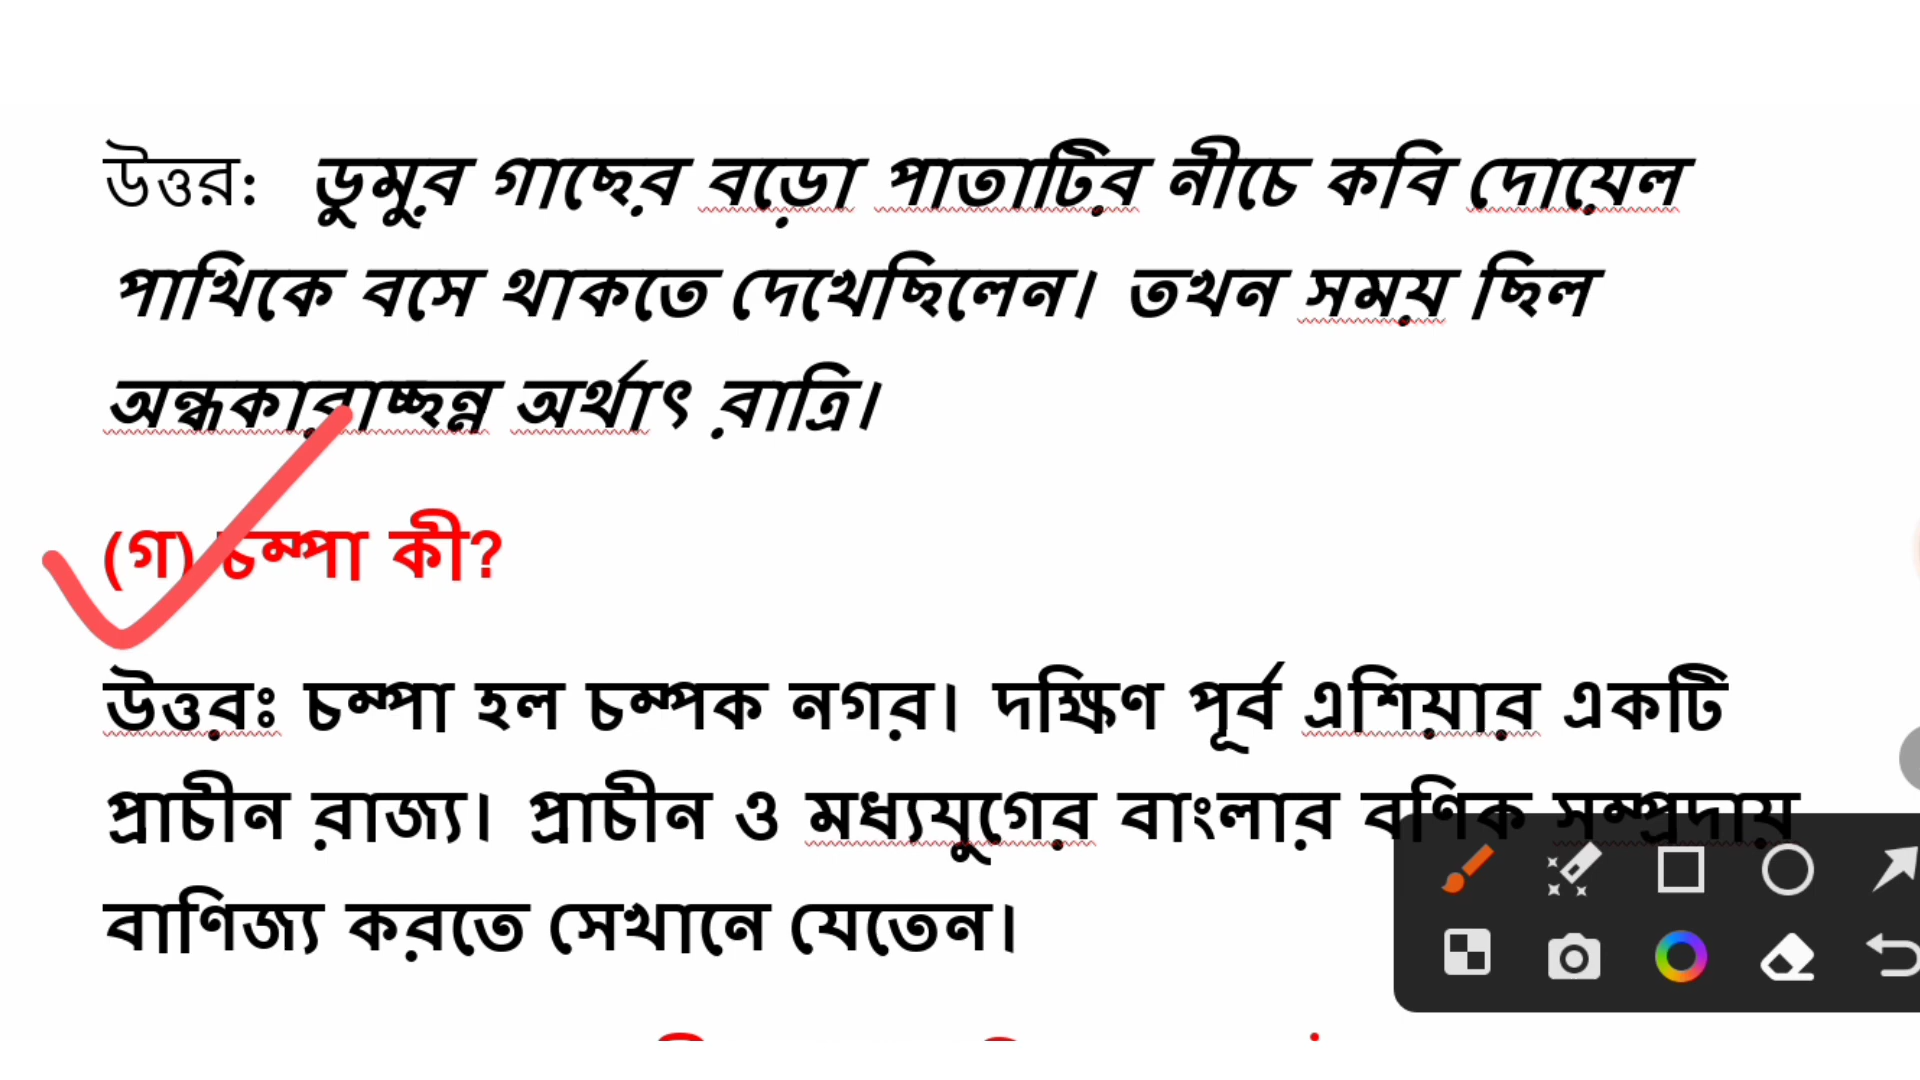 উত্তর: ডুমুর গাছের বড়ো পাতাটির নীচে কবি দোয়েল
পাখিকে বসে থাকতে দেখেছিলেন। তখন সময় ছিল
অন্ধকারাচ্ছন্ন অর্থাৎ রাত্রি।
(গ) চম্পা কী?
উত্তরঃ চম্পা হল চম্পক নগর। দক্ষিণ পূর্ব এশিয়ার একটি
প্রাচীন রাজ্য। প্রাচীন ও মধ্যযুগের বাংলার বণিক সম্প্রদায়
বাণিজ্য করতে সেখানে যেতেন।